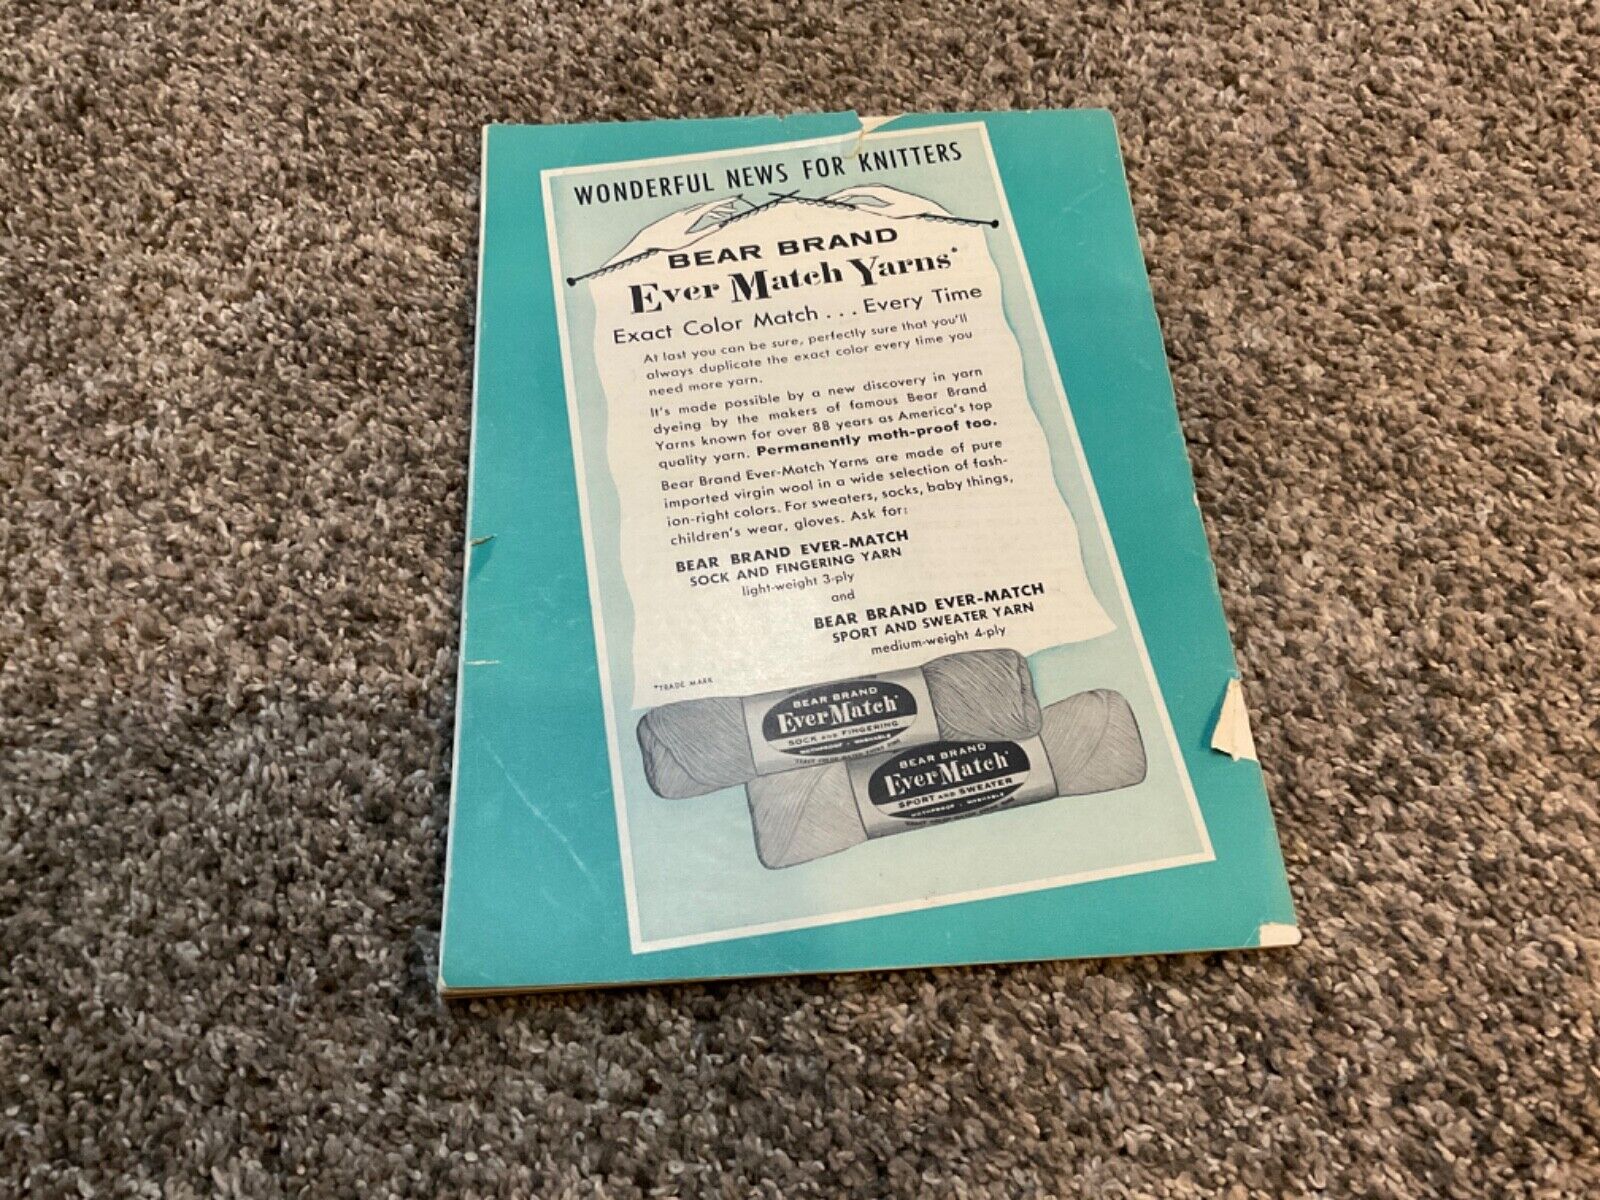 WONDERFUL NEWS FOR KNITTERS
BEAR BRAND
Ever Match Yarns*
Exact Color Match . . . Every Time
At last you can be sure, perfectly sure that you'll
always duplicate the exact color every time you
need more yarn.
It's made possible by a new discovery in yarn
dyeing by the makers of famous Bear Brand
Yarns known for over 88 years as America's top
quality yarn. Permanently moth-proof too.
Bear Brand Ever-Match Yarns are made of pure
imported virgin wool in a wide selection of fash-
ion-right colors. For sweaters, socks, baby things,
children's wear, gloves. Ask for:
BEAR BRAND EVER-MATCH
SOCK AND FINGERING YARN
light-weight 3-ply
and
BEAR BRAND EVER-MATCH
SPORT AND SWEATER YARN
medium-weight 4-ply
*TRADE MARK
BEAR BRAND
Ever Match*
SOCK AND FINGERING
MOTHPROOF · WASHABLE
BEAR BRAND
Ever Match*
SPORT AND SWEATER
MOTHPROOF · WASHABLE